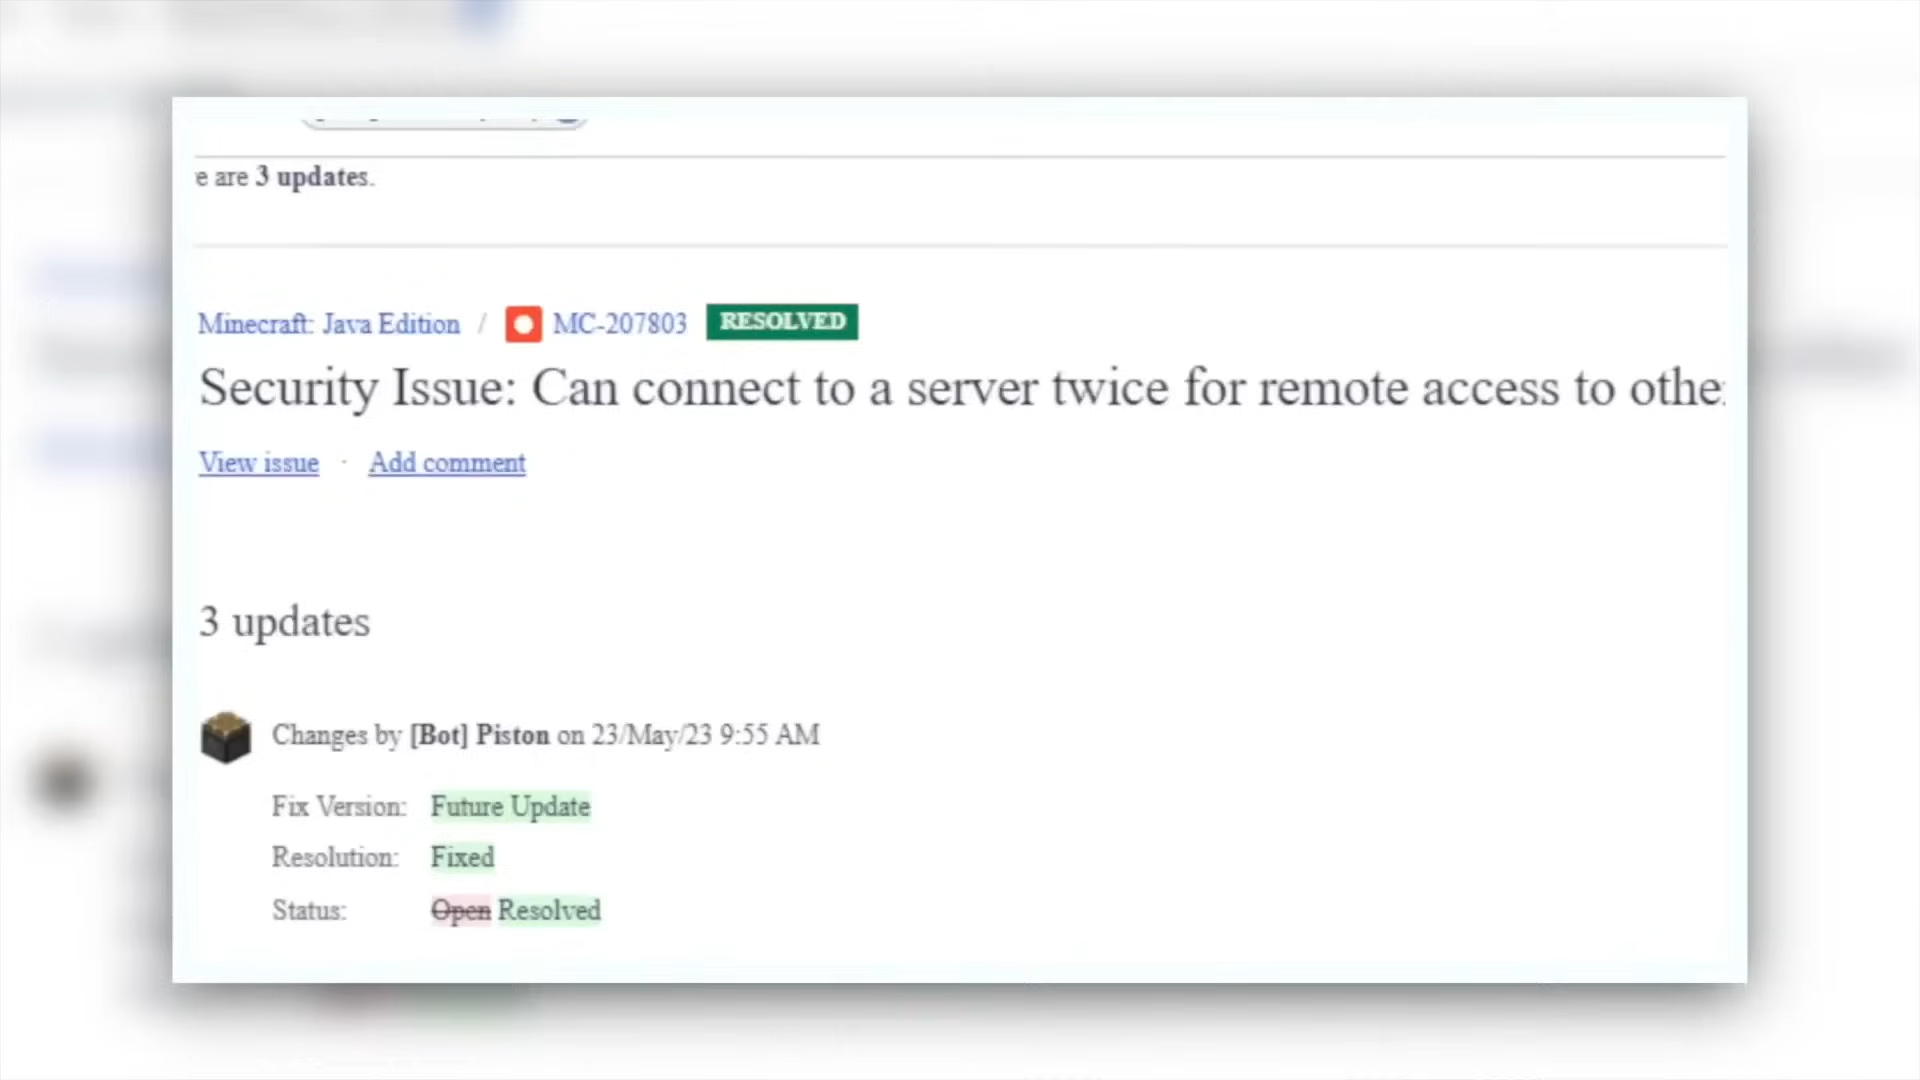 e are 3 updates.
Minecraft: Java Edition / MC-207803 RESOLVED
Security Issue: Can connect to a server twice for remote access to othe
View issue · Add comment
3 updates
Changes by [Bot] Piston on 23/May/23 9:55 AM
Fix Version: Future Update
Resolution: Fixed
Status: Open Resolved